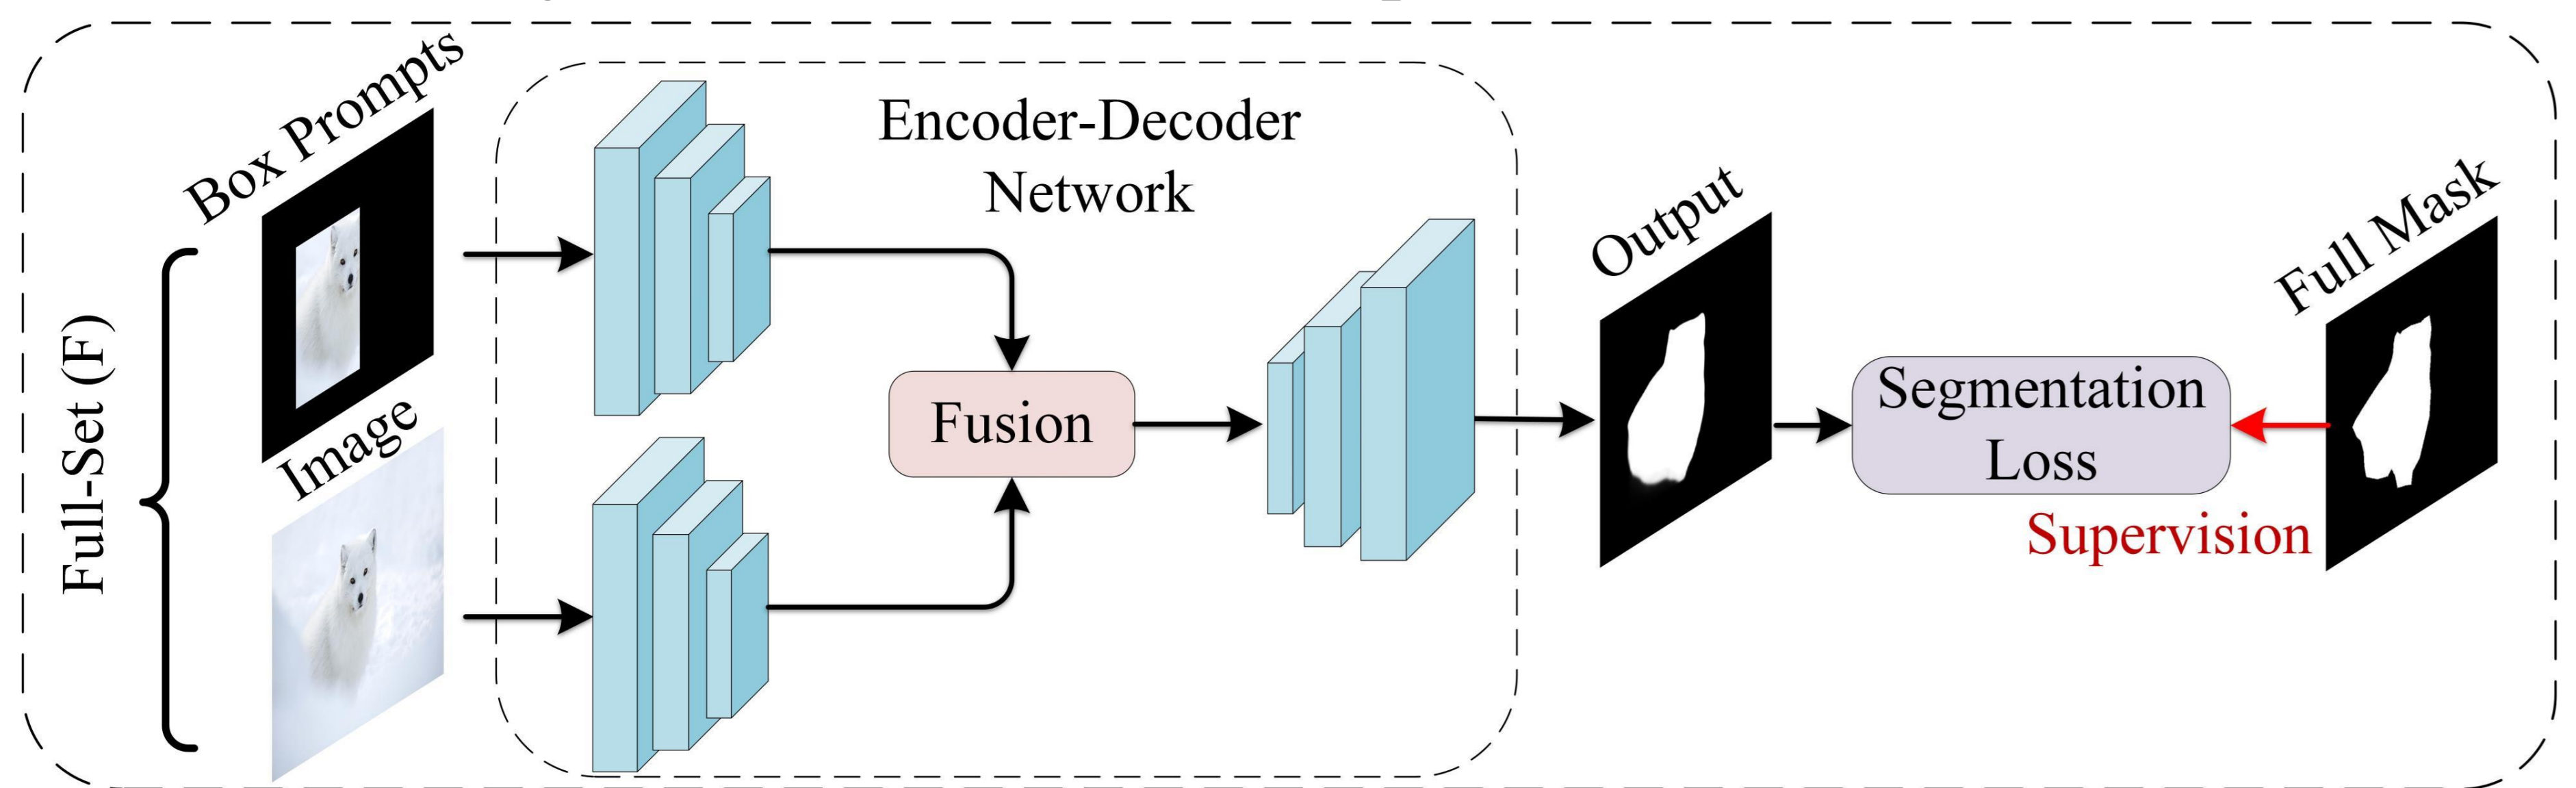 Full-Set (F)
Box Prompts
Image
Encoder-Decoder
Network
Fusion
Output
Segmentation
Loss
Supervision
Full Mask